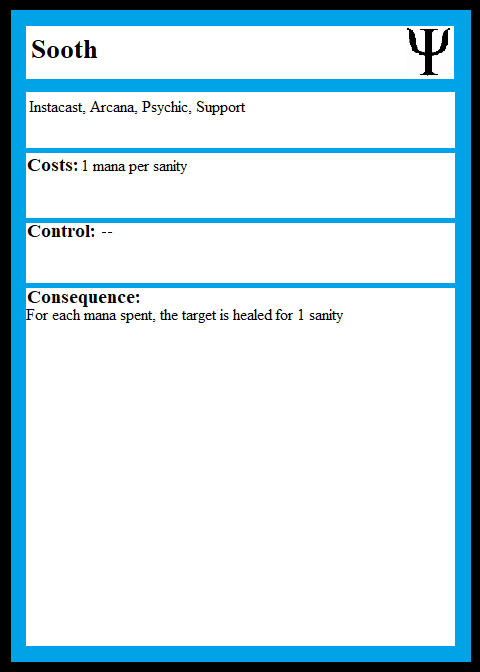 Sooth Ψ
Instacast, Arcana, Psychic, Support
Costs: 1 mana per sanity
Control: --
Consequence:
For each mana spent, the target is healed for 1 sanity